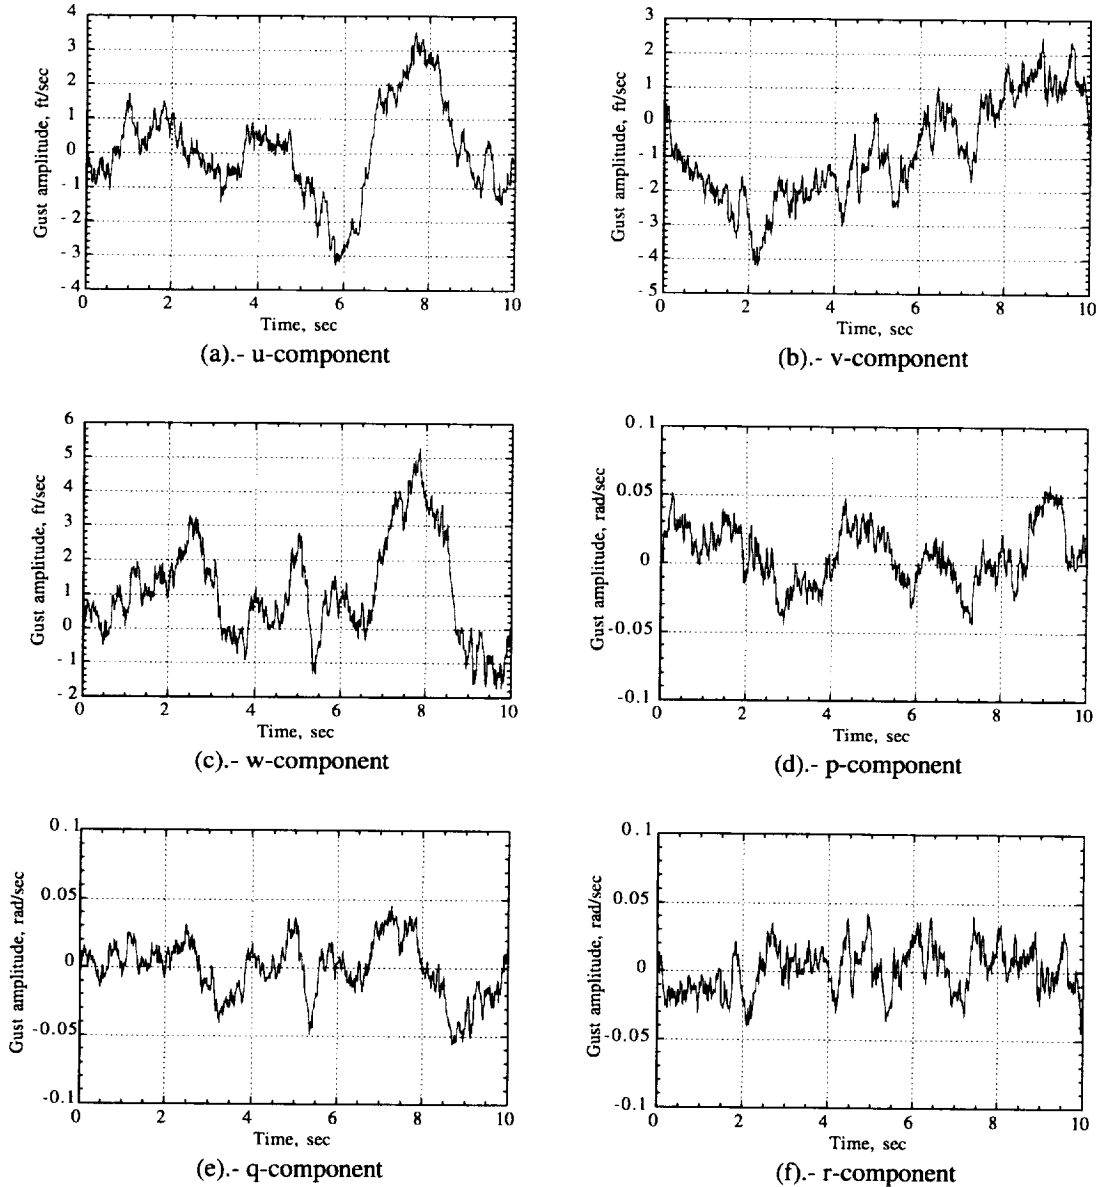 4
3
2
1
0
-1
-2
-3
-4
Gust amplitude, ft/sec
0 2 4 6 8 10
Time, sec
(a).- u-component
3
2
1
0
-1
-2
-3
-4
-5
Gust amplitude, ft/sec
0 2 4 6 8 10
Time, sec
(b).- v-component
6
5
4
3
2
1
0
-1
-2
Gust amplitude, ft/sec
0 2 4 6 8 10
Time, sec
(c).- w-component
0.1
0.05
0
-0.05
-0.1
Gust amplitude, rad/sec
0 2 4 6 8 10
Time, sec
(d).- p-component
0.1
0.05
0
-0.05
-0.1
Gust amplitude, rad/sec
0 2 4 6 8 10
Time, sec
(e).- q-component
0.1
0.05
0
-0.05
-0.1
Gust amplitude, rad/sec
0 2 4 6 8 10
Time, sec
(f).- r-component